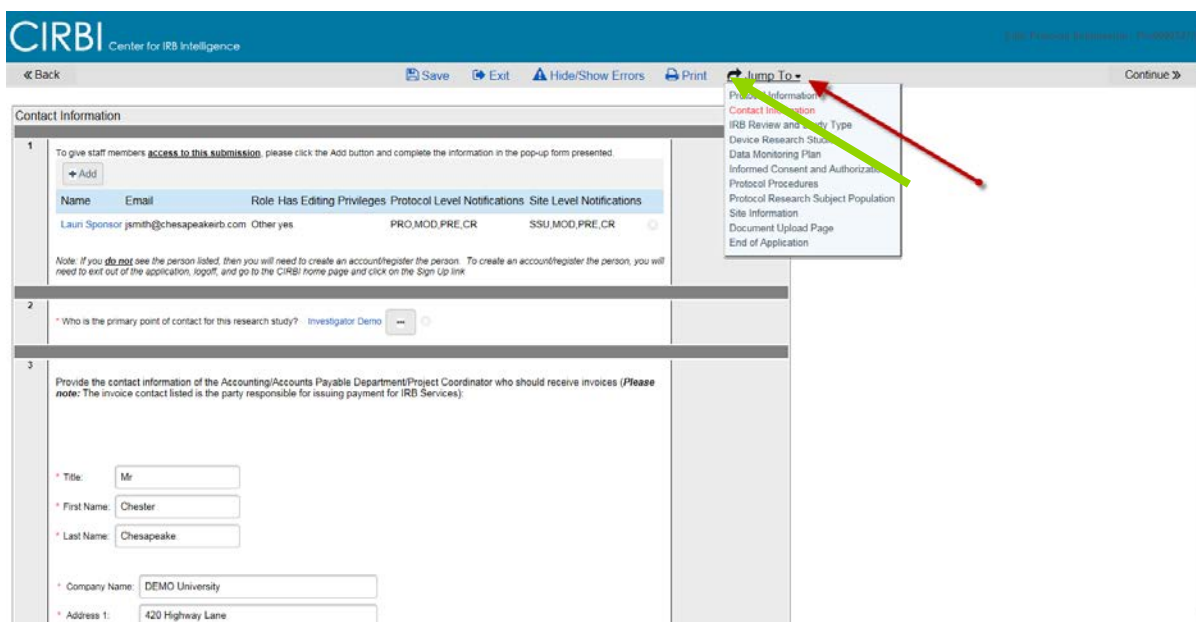 CIRBI Center for IRB Intelligence
Back Save Exit Hide/Show Errors Print Jump To Continue
Contact Information
1
To give staff members access to this submission, please click the Add button and complete the information in the pop-up form presented.
+ Add
Name Email Role Has Editing Privileges Protocol Level Notifications Site Level Notifications
Lauri Sponsor jsmith@chesapeakeirb.com Other yes PRO,MOD,PRE,CR SSU,MOD,PRE,CR
Note: If you do not see the person listed, then you will need to create an account/register the person. To create an account/register the person, you will
need to exit out of the application, logoff, and go to the CIRBI home page and click on the Sign Up link
Protocol Information
Contact Information
IRB Review and Study Type
Device Research
Data Monitoring Plan
Informed Consent and
Protocol Procedures
Protocol Research Subject Population
Site Information
Document Upload Page
End of Application
2
* Who is the primary point of contact for this research study? Investigator Demo ...
3
Provide the contact information of the Accounting/Accounts Payable Department/Project Coordinator who should receive invoices (Please
note: The invoice contact listed is the party responsible for issuing payment for IRB Services):
* Title: Mr
* First Name: Chester
* Last Name: Chesapeake
* Company Name: DEMO University
* Address 1: 420 Highway Lane